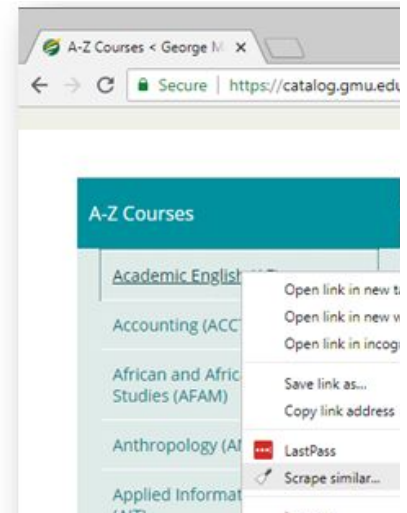 A-Z Courses < George M
Secure | https://catalog.gmu.edu
A-Z Courses
Academic English
Accounting (ACC
African and Afric
Studies (AFAM)
Anthropology (A
Applied Informat
Open link in new ta
Open link in new w
Open link in incog
Save link as...
Copy link address
LastPass
Scrape similar...